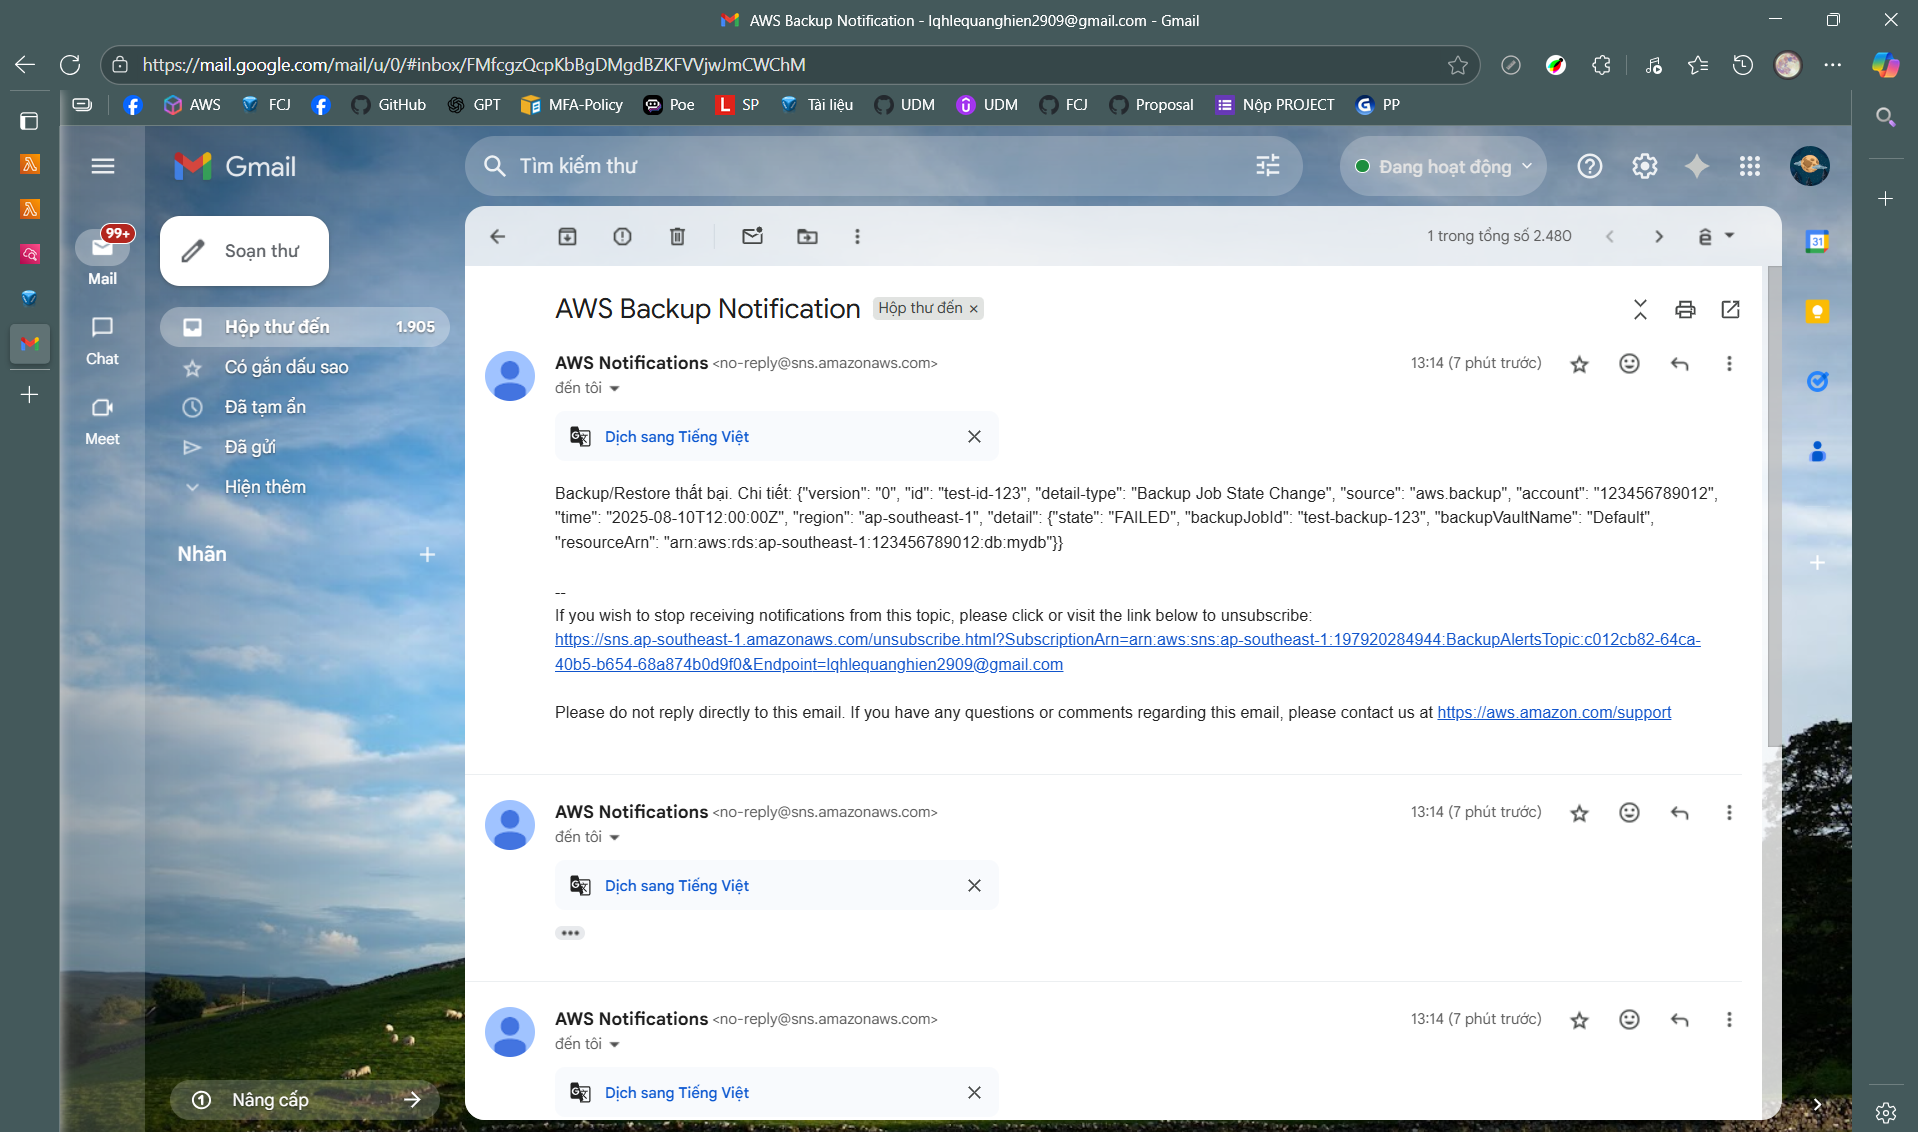 AWS Backup Notification - lqhlequanghien2909@gmail.com - Gmail
https://mail.google.com/mail/u/0/#inbox/FMfcgzQcpKbBgDMgdBZKFVVjwJmCWChM
AWS
FCJ
GitHub
GPT
MFA-Policy
Poe
L SP
Tài liệu
UDM
UDM
FCJ
Proposal
Nộp PROJECT
G PP
Gmail
Tìm kiếm thư
Đang hoạt động
99+
Mail
Chat
Meet
Soạn thư
Hộp thư đến 1.905
Có gắn dấu sao
Đã tạm ẩn
Đã gửi
Hiện thêm
Nhãn
Nâng cấp
1 trong tổng số 2.480
ê
31
AWS Backup Notification
Hộp thư đến ×
AWS Notifications <no-reply@sns.amazonaws.com>
13:14 (7 phút trước)
đến tôi
Dịch sang Tiếng Việt
Backup/Restore thất bại. Chi tiết: {"version": "0", "id": "test-id-123", "detail-type": "Backup Job State Change", "source": "aws.backup", "account": "123456789012",
"time": "2025-08-10T12:00:00Z", "region": "ap-southeast-1", "detail": {"state": "FAILED", "backupJobId": "test-backup-123", "backupVaultName": "Default",
"resourceArn": "arn:aws:rds:ap-southeast-1:123456789012:db:mydb"}}
--
If you wish to stop receiving notifications from this topic, please click or visit the link below to unsubscribe:
https://sns.ap-southeast-1.amazonaws.com/unsubscribe.html?SubscriptionArn=arn:aws:sns:ap-southeast-1:197920284944:BackupAlertsTopic:c012cb82-64ca-
40b5-b654-68a874b0d9f0&Endpoint=lqhlequanghien2909@gmail.com
Please do not reply directly to this email. If you have any questions or comments regarding this email, please contact us at https://aws.amazon.com/support
AWS Notifications <no-reply@sns.amazonaws.com>
13:14 (7 phút trước)
đến tôi
Dịch sang Tiếng Việt
AWS Notifications <no-reply@sns.amazonaws.com>
13:14 (7 phút trước)
đến tôi
Dịch sang Tiếng Việt